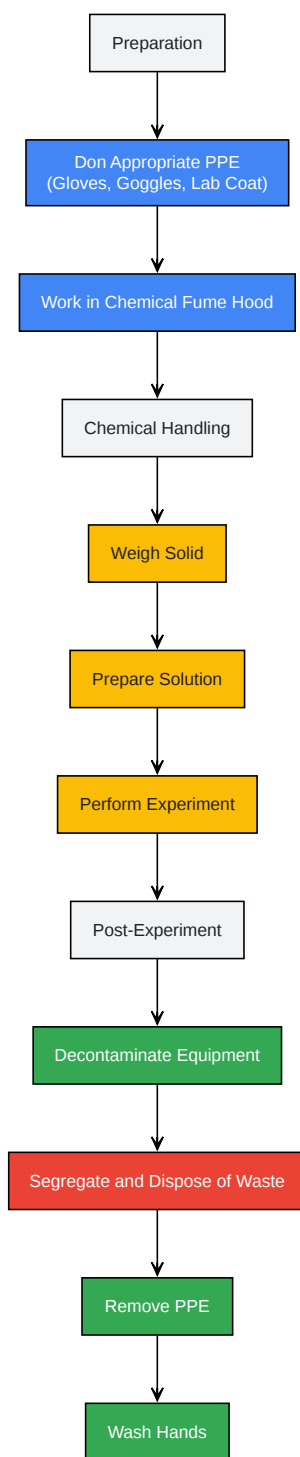 Preparation
Don Appropriate PPE
(Gloves, Goggles, Lab Coat)
Work in Chemical Fume Hood
Chemical Handling
Weigh Solid
Prepare Solution
Perform Experiment
Post-Experiment
Decontaminate Equipment
Segregate and Dispose of Waste
Remove PPE
Wash Hands